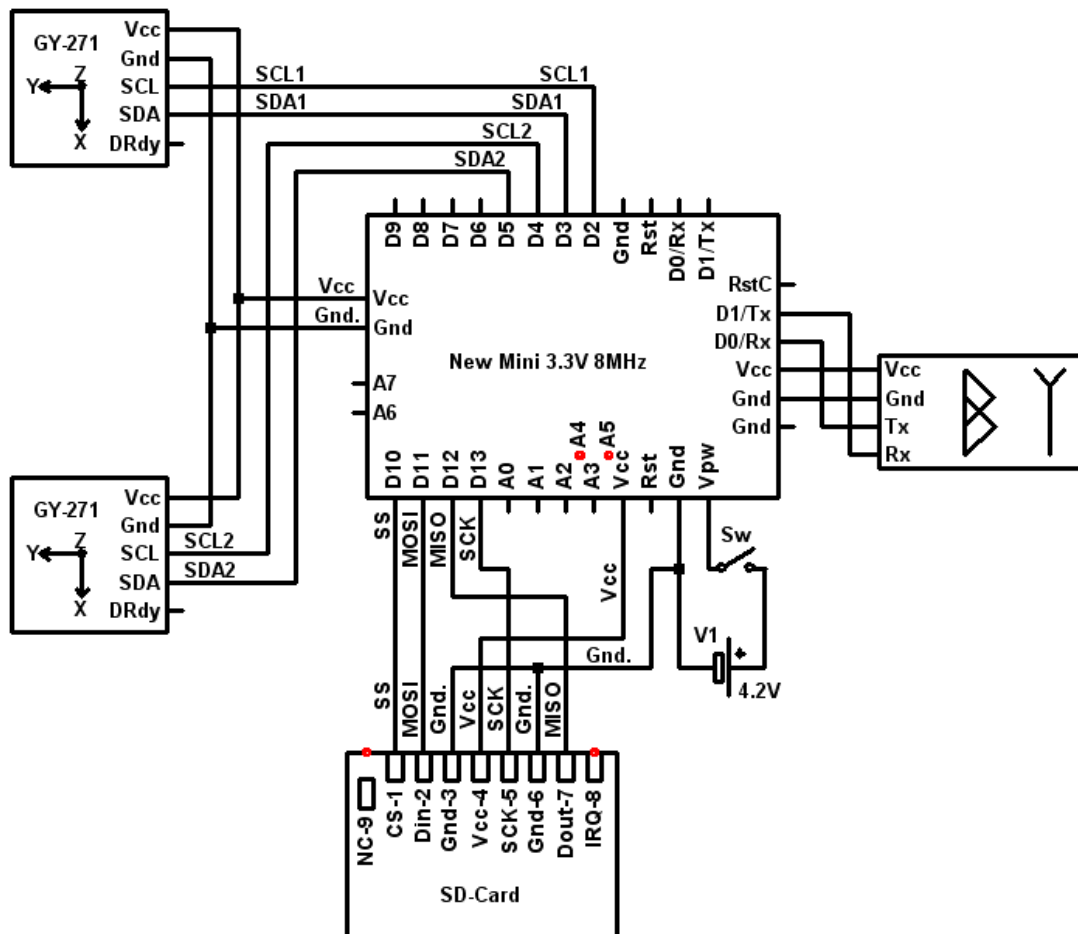 GY-271
Vcc
Gnd
SCL
SDA
DRdy
Y
Z
X
SCL1
SDA1
SCL2
SDA2
SCL1
SDA1
D9
D8
D7
D6
D5
D4
D3
D2
Gnd
Rst
D0/Rx
D1/Tx
Vcc
Gnd.
Vcc
Gnd
A7
A6
New Mini 3.3V 8MHz
RstC
D1/Tx
D0/Rx
Vcc
Gnd
Gnd
Vcc
Gnd
Tx
Rx
D10
D11
D12
D13
A0
A1
A2
A4
A3
A5
Vcc
Rst
Gnd
Vpw
GY-271
Vcc
Gnd
SCL
SDA
DRdy
Y
Z
X
SCL2
SDA2
SS
MOSI
MISO
SCK
Vcc
Sw
V1
+
4.2V
Gnd.
SS
MOSI
Gnd.
Vcc
SCK
Gnd.
MISO
NC-9
CS-1
Din-2
Gnd-3
Vcc-4
SCK-5
Gnd-6
Dout-7
IRQ-8
SD-Card